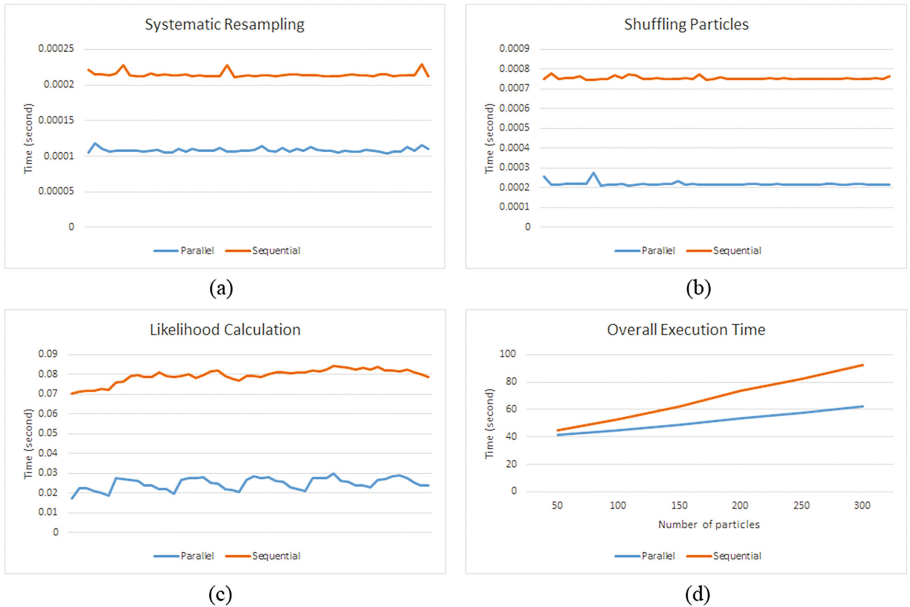 Systematic Resampling
0.00025
0.0002
0.00015
0.0001
0.00005
0
Time (second)
Parallel
Sequential
(a)
Shuffling Particles
0.0009
0.0008
0.0007
0.0006
0.0005
0.0004
0.0003
0.0002
0.0001
0
Time (second)
Parallel
Sequential
(b)
Likelihood Calculation
0.09
0.08
0.07
0.06
0.05
0.04
0.03
0.02
0.01
0
Time (second)
Parallel
Sequential
(c)
Overall Execution Time
100
80
60
40
20
0
Time (second)
50 100 150 200 250 300
Number of particles
Parallel
Sequential
(d)